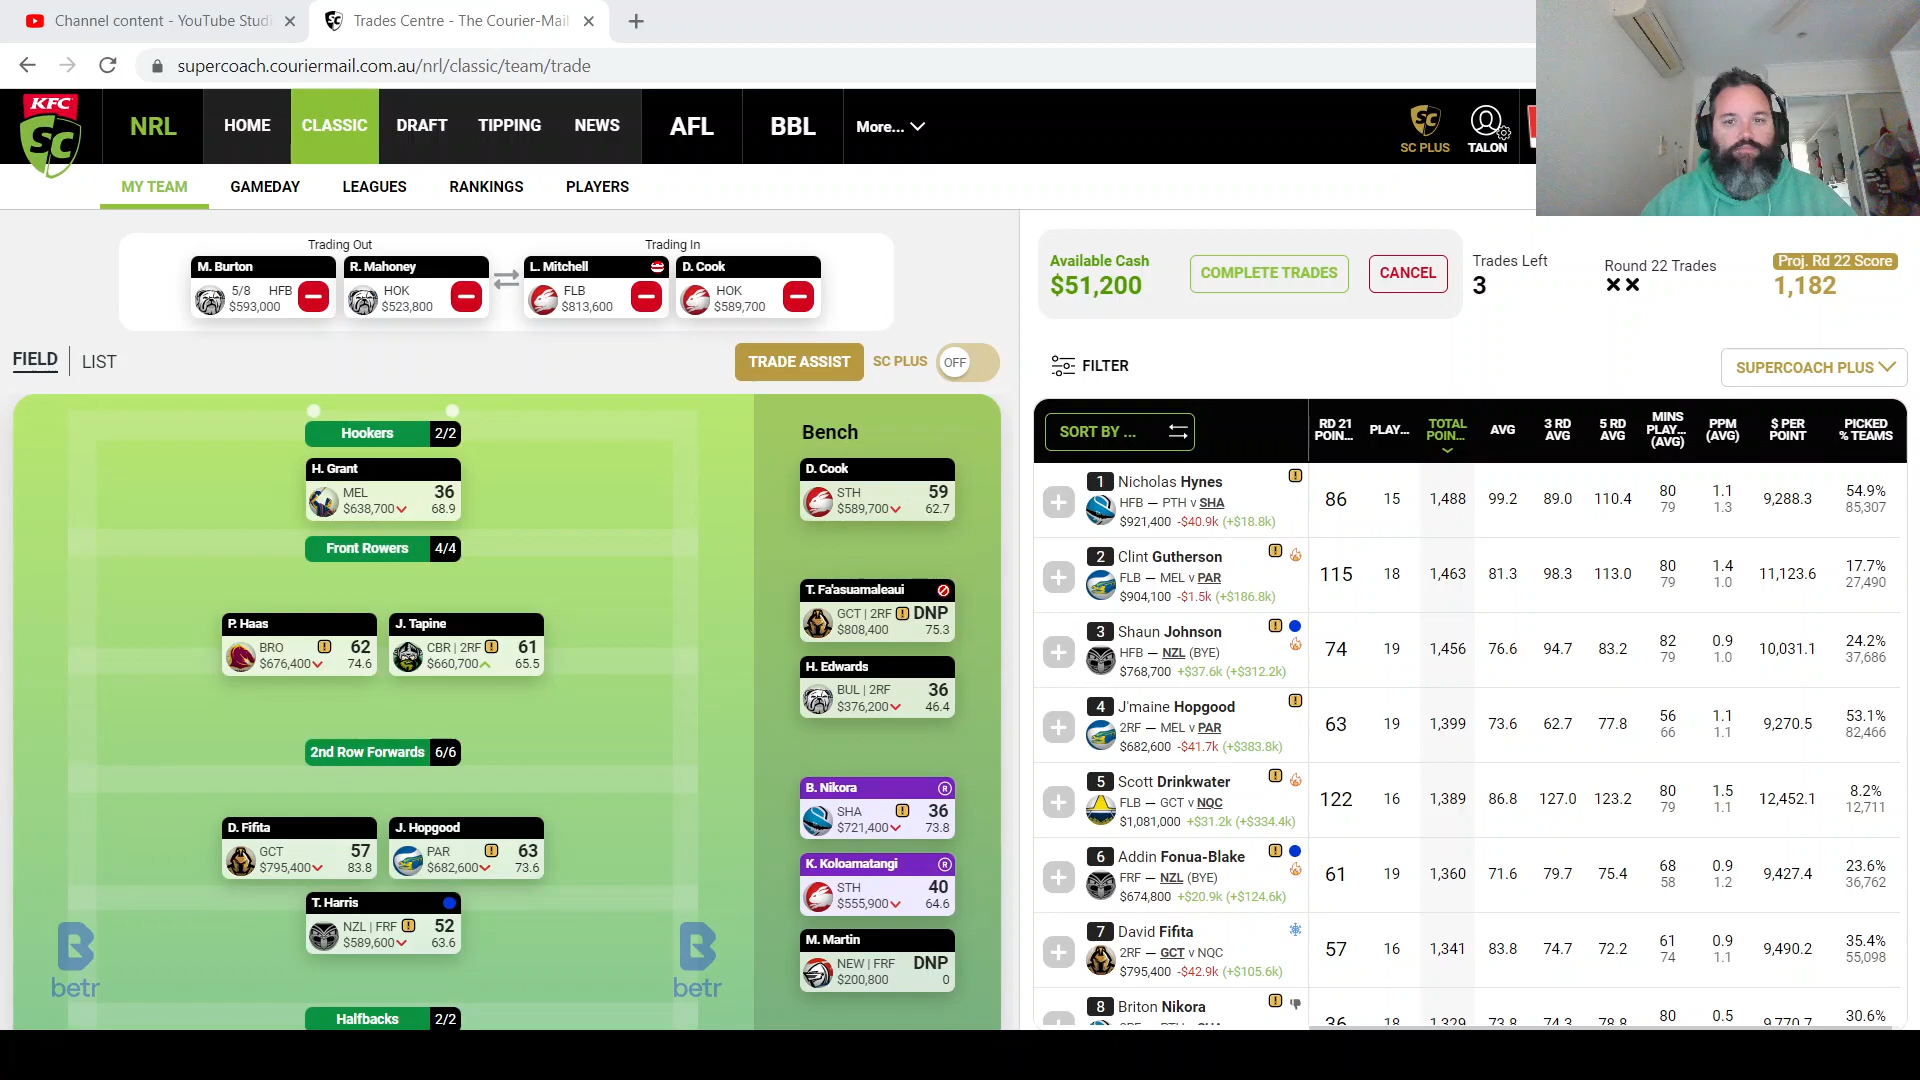 Channel content - YouTube Studi
Trades Centre - The Courier-Mail
supercoach.couriermail.com.au/nrl/classic/team/trade
KFC
SC
NRL
HOME
CLASSIC
DRAFT
TIPPING
NEWS
AFL
BBL
More...
SC
SC PLUS
TALON
MY TEAM
GAMEDAY
LEAGUES
RANKINGS
PLAYERS
Trading Out
Trading In
M. Burton
5/8 HFB
$593,000
R. Mahoney
HOK
$523,800
L. Mitchell
FLB
$813,600
D. Cook
HOK
$589,700
Available Cash
$51,200
COMPLETE TRADES
CANCEL
Trades Left
3
Round 22 Trades
Proj. Rd 22 Score
1,182
FIELD
LIST
TRADE ASSIST
SC PLUS
OFF
FILTER
SUPERCOACH PLUS
Hookers 2/2
H. Grant
MEL 36
$638,700 68.9
Front Rowers 4/4
P. Haas
BRO 62
$676,400 74.6
J. Tapine
CBR | 2RF 61
$660,700 65.5
2nd Row Forwards 6/6
D. Fifita
GCT 57
$795,400 83.8
J. Hopgood
PAR 63
$682,600 73.6
T. Harris
NZL | FRF 52
$589,600 63.6
betr
betr
Halfbacks 2/2
Bench
D. Cook
STH 59
$589,700 62.7
T. Fa'asuamaleaui
GCT | 2RF DNP
$808,400 75.3
H. Edwards
BUL | 2RF 36
$376,200 46.4
B. Nikora R
SHA 36
$721,400 73.8
K. Koloamatangi R
STH 40
$555,900 64.6
M. Martin
NEW | FRF DNP
$200,800 0
SORT BY ...
RD 21 POIN...
PLAY...
TOTAL POIN...
AVG
3 RD AVG
5 RD AVG
MINS PLAY... (AVG)
PPM (AVG)
$ PER POINT
PICKED % TEAMS
1 Nicholas Hynes
HFB — PTH v SHA
$921,400 -$40.9k (+$18.8k)
86 15 1,488 99.2 89.0 110.4 80 79 1.1 1.3 9,288.3 54.9% 85,307
2 Clint Gutherson
FLB — MEL v PAR
$904,100 -$1.5k (+$186.8k)
115 18 1,463 81.3 98.3 113.0 80 79 1.4 1.0 11,123.6 17.7% 27,490
3 Shaun Johnson
HFB — NZL (BYE)
$768,700 +$37.6k (+$312.2k)
74 19 1,456 76.6 94.7 83.2 82 79 0.9 1.0 10,031.1 24.2% 37,686
4 J'maine Hopgood
2RF — MEL v PAR
$682,600 -$41.7k (+$383.8k)
63 19 1,399 73.6 62.7 77.8 56 66 1.1 1.1 9,270.5 53.1% 82,466
5 Scott Drinkwater
FLB — GCT v NQC
$1,081,000 +$31.2k (+$334.4k)
122 16 1,389 86.8 127.0 123.2 80 79 1.5 1.1 12,452.1 8.2% 12,711
6 Addin Fonua-Blake
FRF — NZL (BYE)
$674,800 +$20.9k (+$124.6k)
61 19 1,360 71.6 79.7 75.4 68 58 0.9 1.2 9,427.4 23.6% 36,762
7 David Fifita
2RF — GCT v NQC
$795,400 -$42.9k (+$105.6k)
57 16 1,341 83.8 74.7 72.2 61 74 0.9 1.1 9,490.2 35.4% 55,098
8 Briton Nikora
2RF — PTH v SHA
36 18 1,329 73.8 74.3 78.8 80 0.5 9,770.7 30.6%